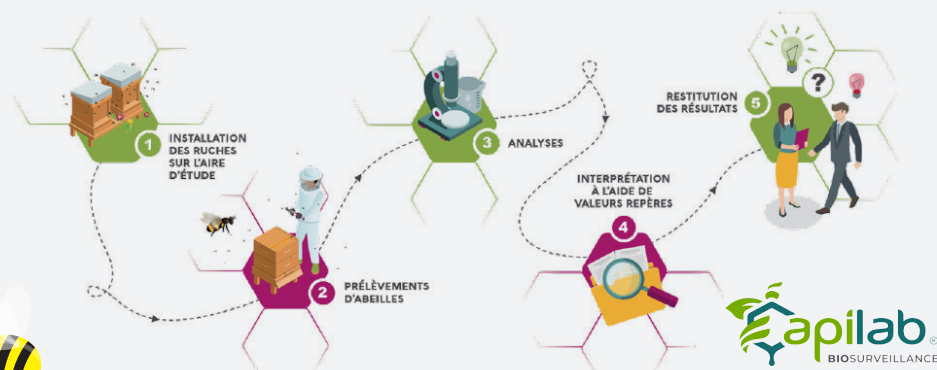 1
INSTALLATION
DES RUCHES
SUR L'AIRE
D'ÉTUDE
2
PRÉLÈVEMENTS
D'ABEILLES
3
ANALYSES
INTERPRÉTATION
À L'AIDE DE
VALEURS REPÈRES
4
RESTITUTION
DES RÉSULTATS
5
?
apilab®
BIOSURVEILLANCE